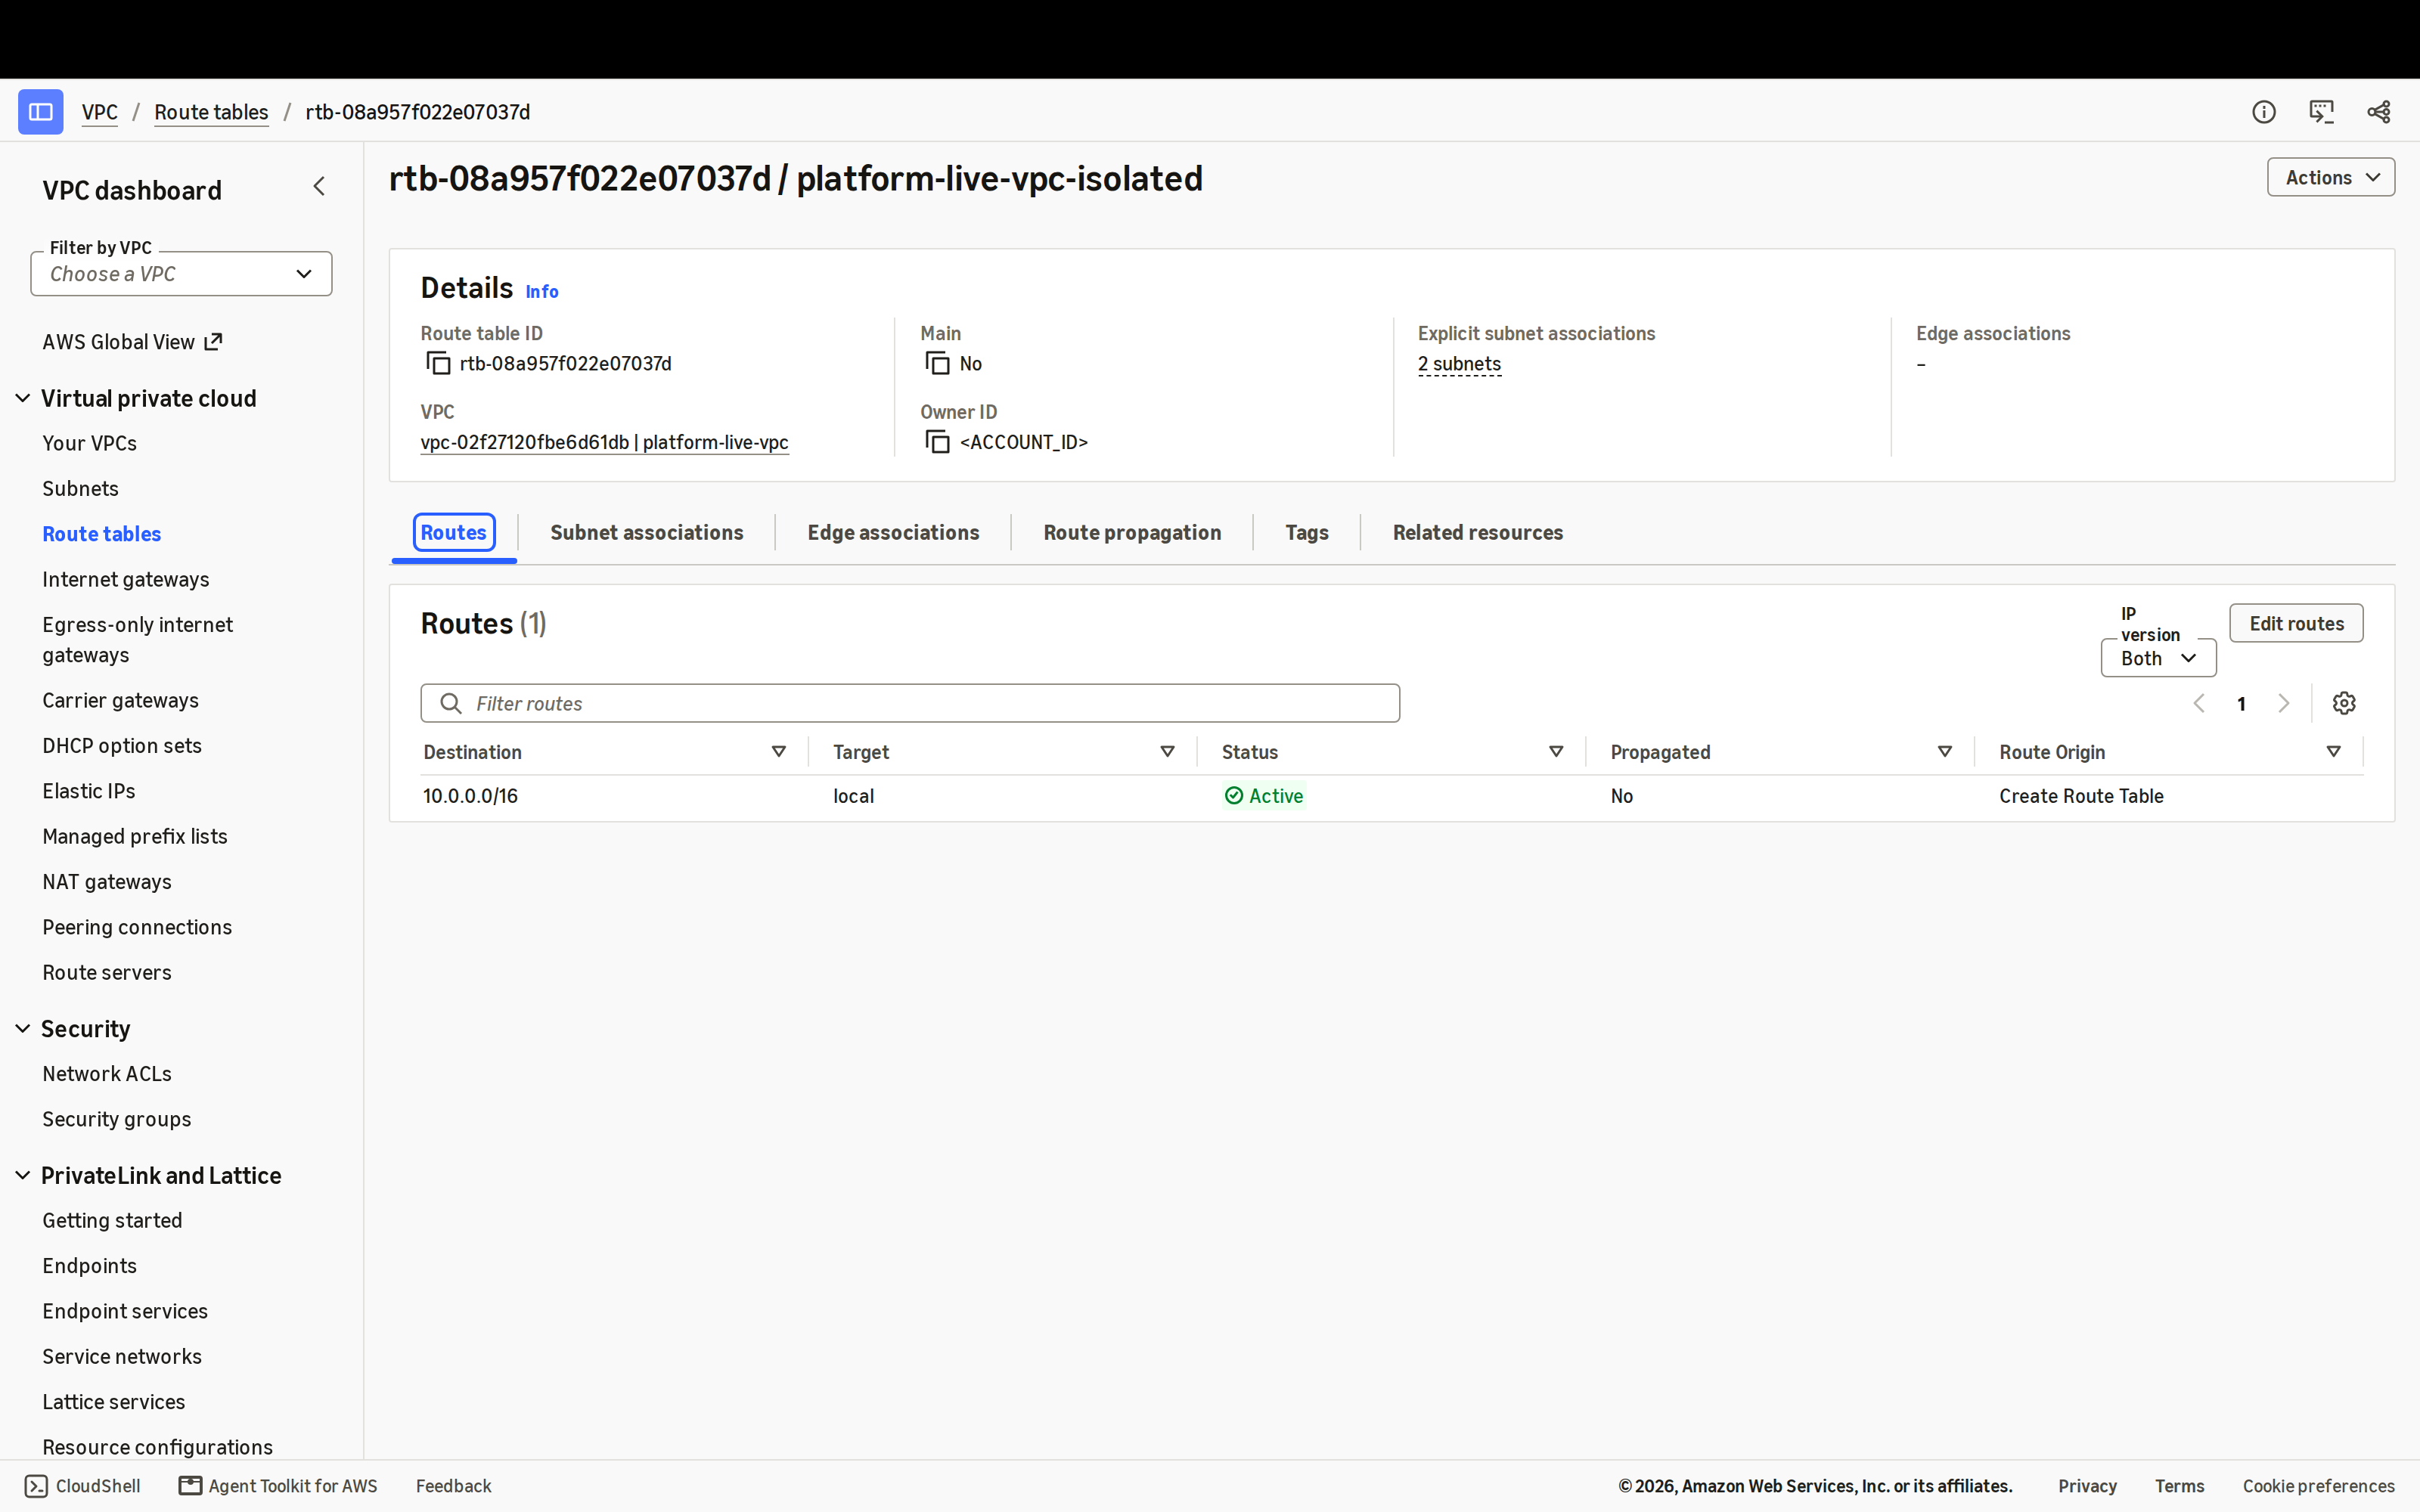 VPC / Route tables / rtb-08a957f022e07037d
VPC dashboard
Filter by VPC
Choose a VPC
AWS Global View
Virtual private cloud
Your VPCs
Subnets
Route tables
Internet gateways
Egress-only internet
gateways
Carrier gateways
DHCP option sets
Elastic IPs
Managed prefix lists
NAT gateways
Peering connections
Route servers
Security
Network ACLs
Security groups
PrivateLink and Lattice
Getting started
Endpoints
Endpoint services
Service networks
Lattice services
Resource configurations
rtb-08a957f022e07037d / platform-live-vpc-isolated
Actions
Details Info
Route table ID
rtb-08a957f022e07037d
VPC
vpc-02f27120fbe6d61db | platform-live-vpc
Main
No
Owner ID
<ACCOUNT_ID>
Explicit subnet associations
2 subnets
Edge associations
–
Routes Subnet associations Edge associations Route propagation Tags Related resources
Routes (1)
IP
version
Both
Edit routes
Filter routes
1
Destination Target Status Propagated Route Origin
10.0.0.0/16 local Active No Create Route Table
CloudShell Agent Toolkit for AWS Feedback © 2026, Amazon Web Services, Inc. or its affiliates. Privacy Terms Cookie preferences